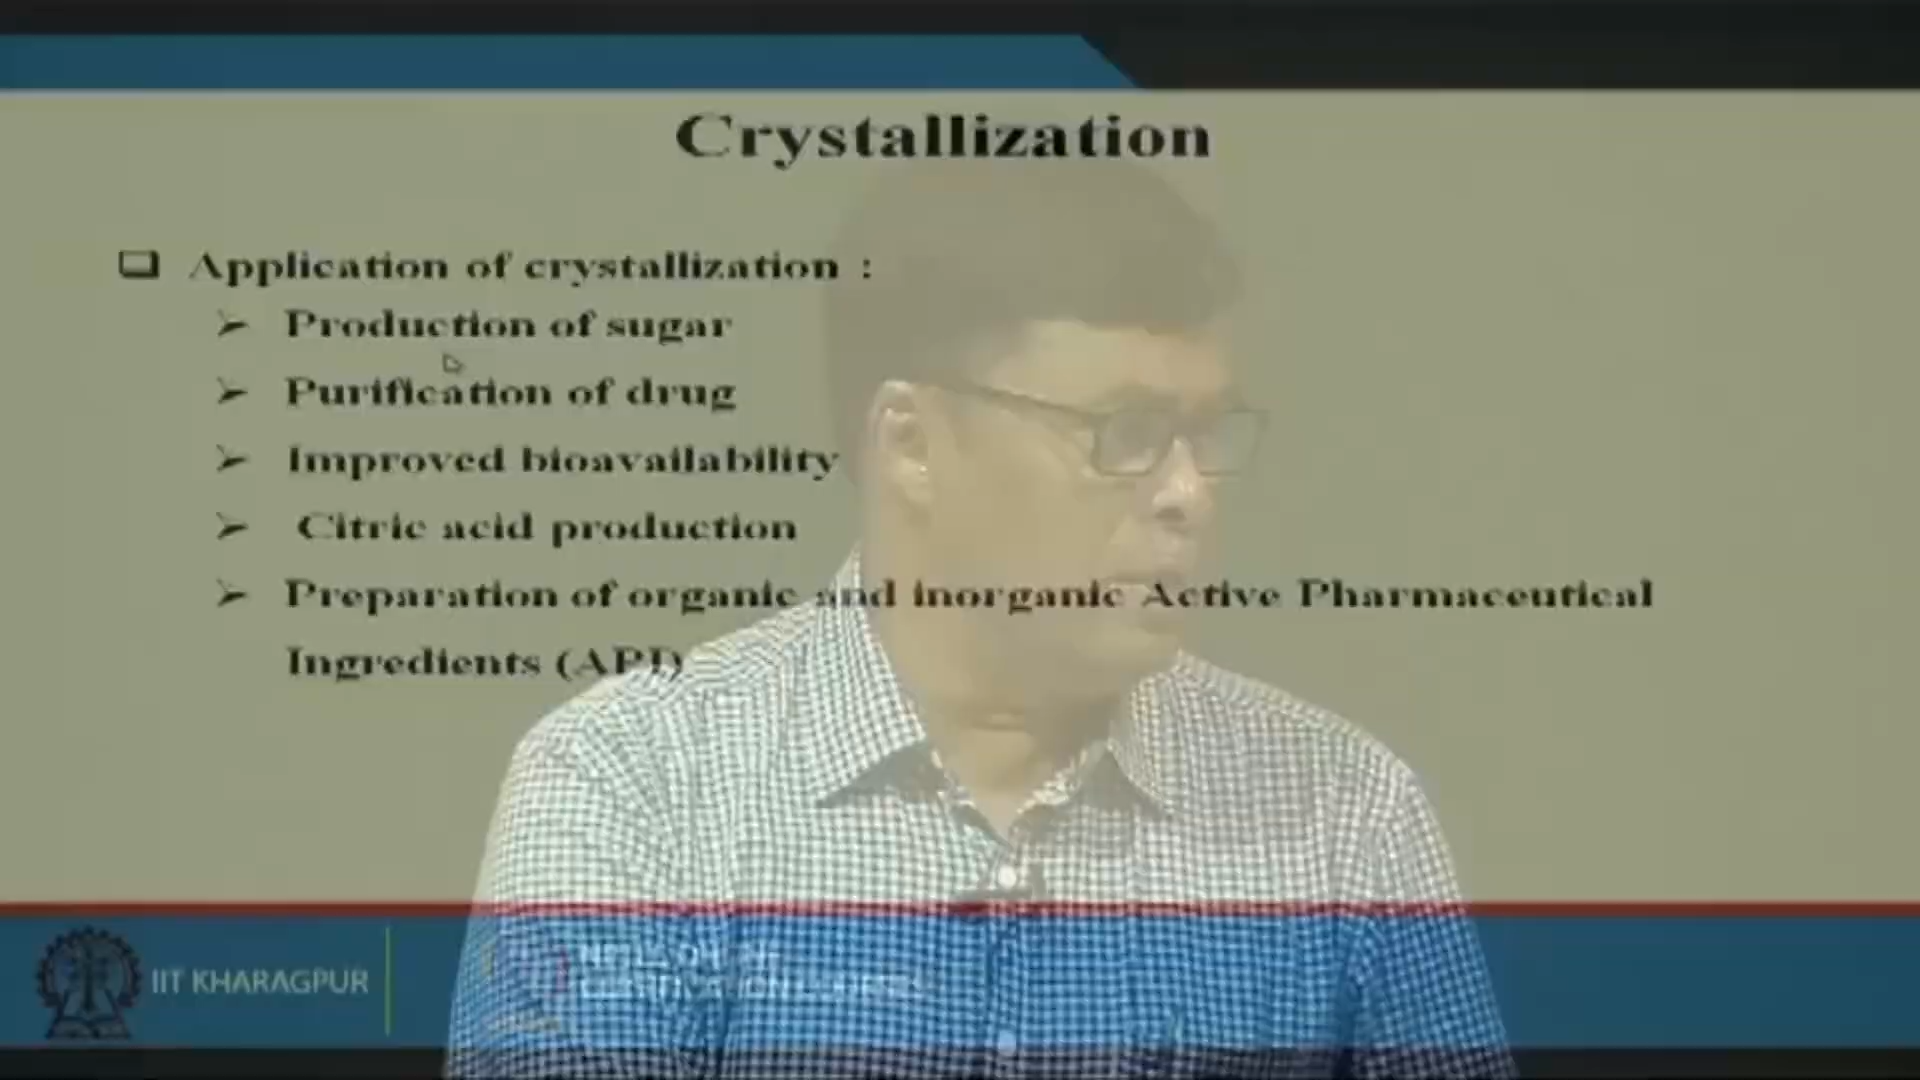 Crystallization
❑ Application of crystallization :
➢ Production of sugar
➢ Purification of drug
➢ Improved bioavailability
➢ Citric acid production
➢ Preparation of organic and inorganic Active Pharmaceutical
Ingredients (API)
IIT KHARAGPUR